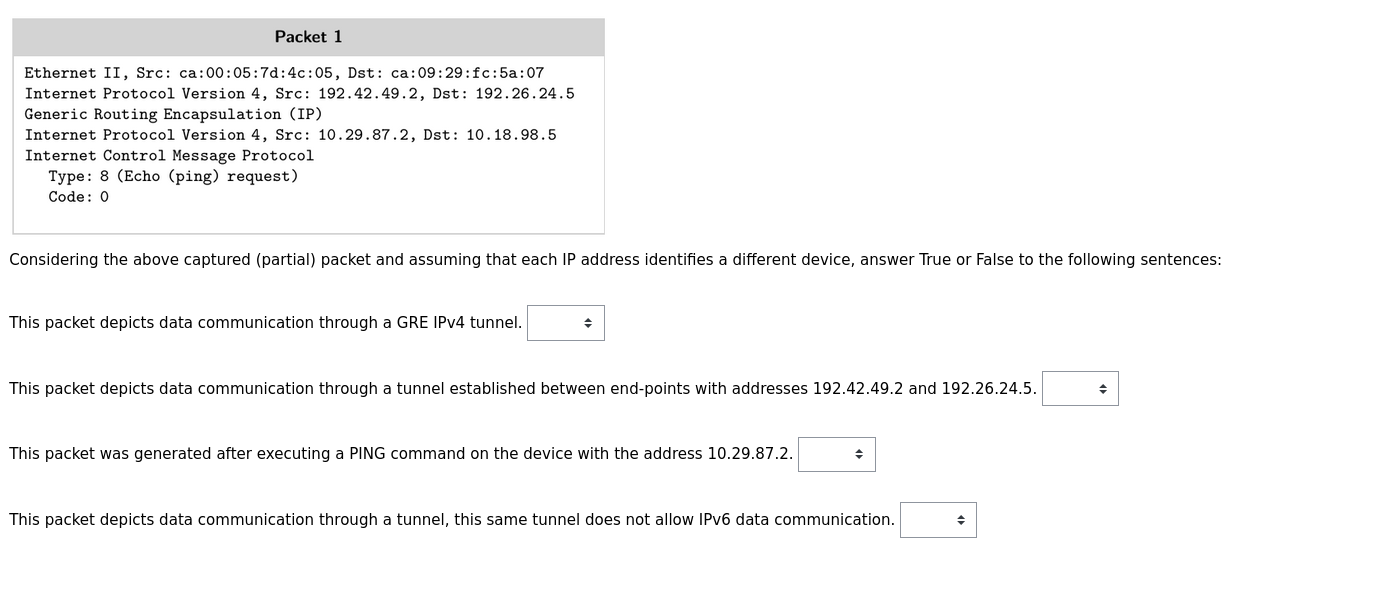 Packet 1
Ethernet II, Src: ca:00:05:7d:4c:05, Dst: ca:09:29:fc:5a:07
Internet Protocol Version 4, Src: 192.42.49.2, Dst: 192.26.24.5
Generic Routing Encapsulation (IP)
Internet Protocol Version 4, Src: 10.29.87.2, Dst: 10.18.98.5
Internet Control Message Protocol
Type: 8 (Echo (ping) request)
Code: 0
Considering the above captured (partial) packet and assuming that each IP address identifies a different device, answer True or False to the following sentences:
This packet depicts data communication through a GRE IPv4 tunnel.
This packet depicts data communication through a tunnel established between end-points with addresses 192.42.49.2 and 192.26.24.5.
This packet was generated after executing a PING command on the device with the address 10.29.87.2.
This packet depicts data communication through a tunnel, this same tunnel does not allow IPv6 data communication.